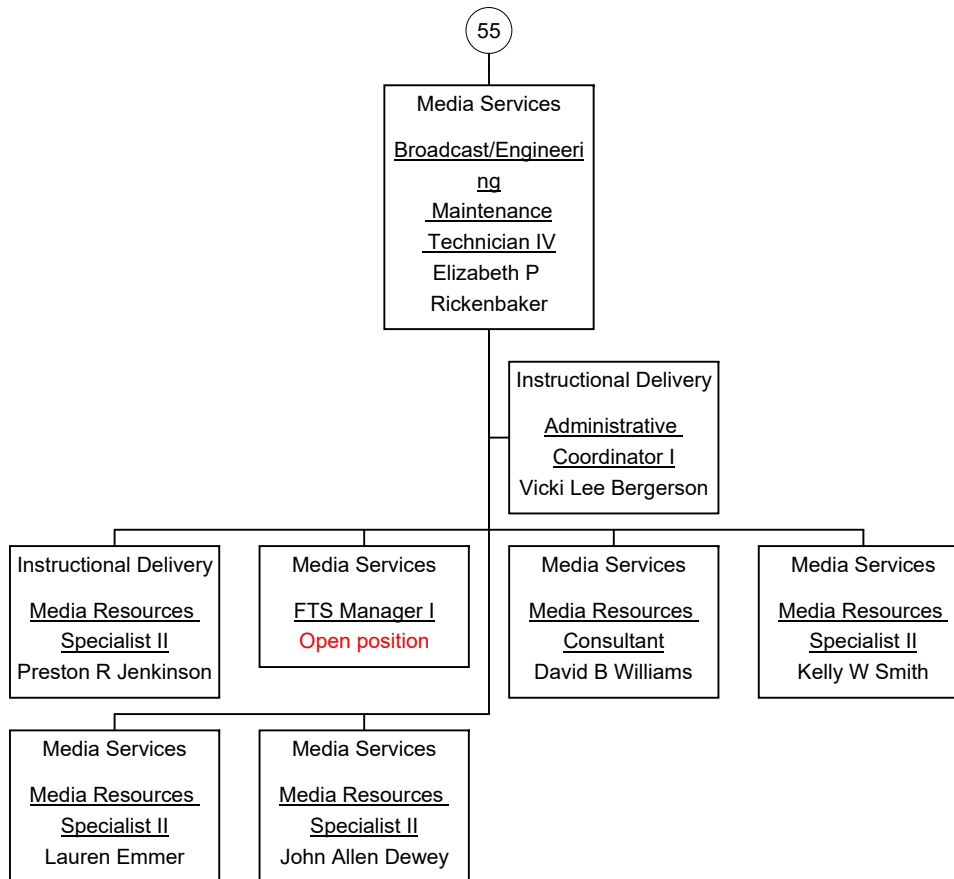 55
Media Services
Broadcast/Engineeri
ng
Maintenance
Technician IV
Elizabeth P
Rickenbaker
Instructional Delivery
Administrative
Coordinator I
Vicki Lee Bergerson
Instructional Delivery
Media Resources
Specialist II
Preston R Jenkinson
Media Services
FTS Manager I
Open position
Media Services
Media Resources
Consultant
David B Williams
Media Services
Media Resources
Specialist II
Kelly W Smith
Media Services
Media Resources
Specialist II
Lauren Emmer
Media Services
Media Resources
Specialist II
John Allen Dewey